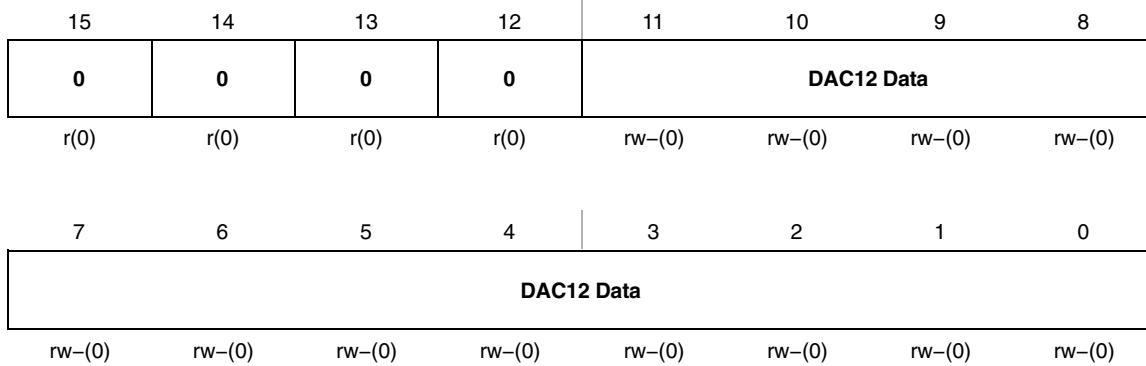 15 14 13 12 11 10 9 8
0 0 0 0 DAC12 Data
r(0) r(0) r(0) r(0) rw−(0) rw−(0) rw−(0) rw−(0)
7 6 5 4 3 2 1 0
DAC12 Data
rw−(0) rw−(0) rw−(0) rw−(0) rw−(0) rw−(0) rw−(0) rw−(0)